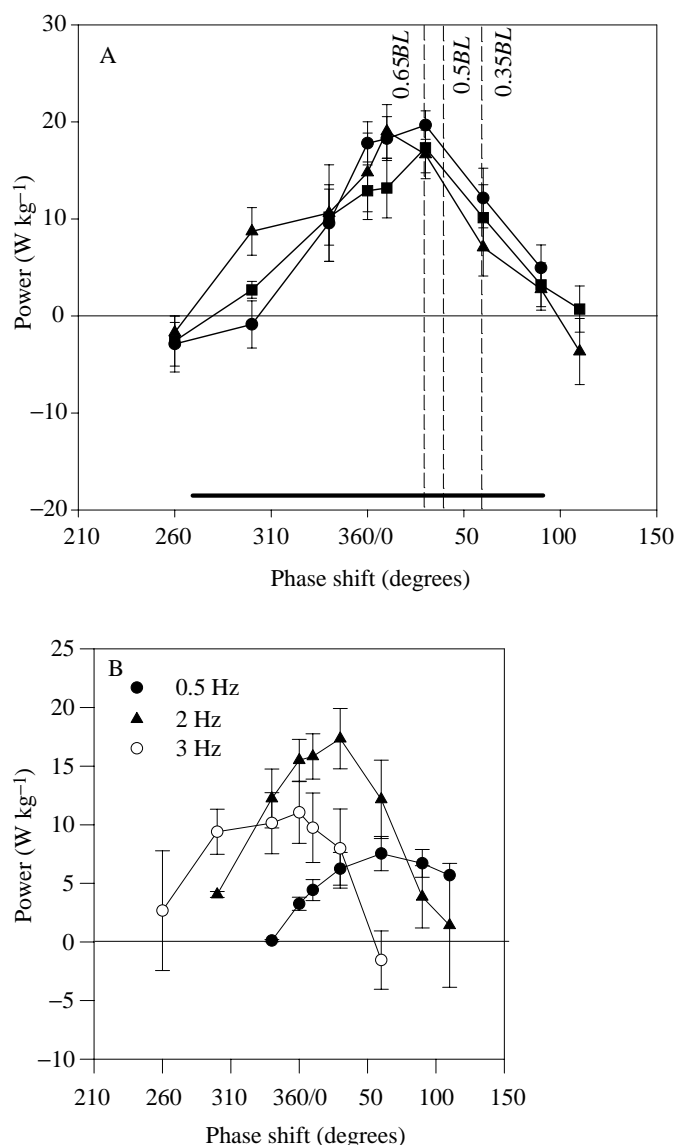 A
0.65BL
0.5BL
0.35BL
30
20
10
0
−10
−20
Power (W kg−1)
210 260 310 360/0 50 100 150
Phase shift (degrees)
B
0.5 Hz
2 Hz
3 Hz
25
20
15
10
5
0
−5
−10
Power (W kg−1)
210 260 310 360/0 50 100 150
Phase shift (degrees)